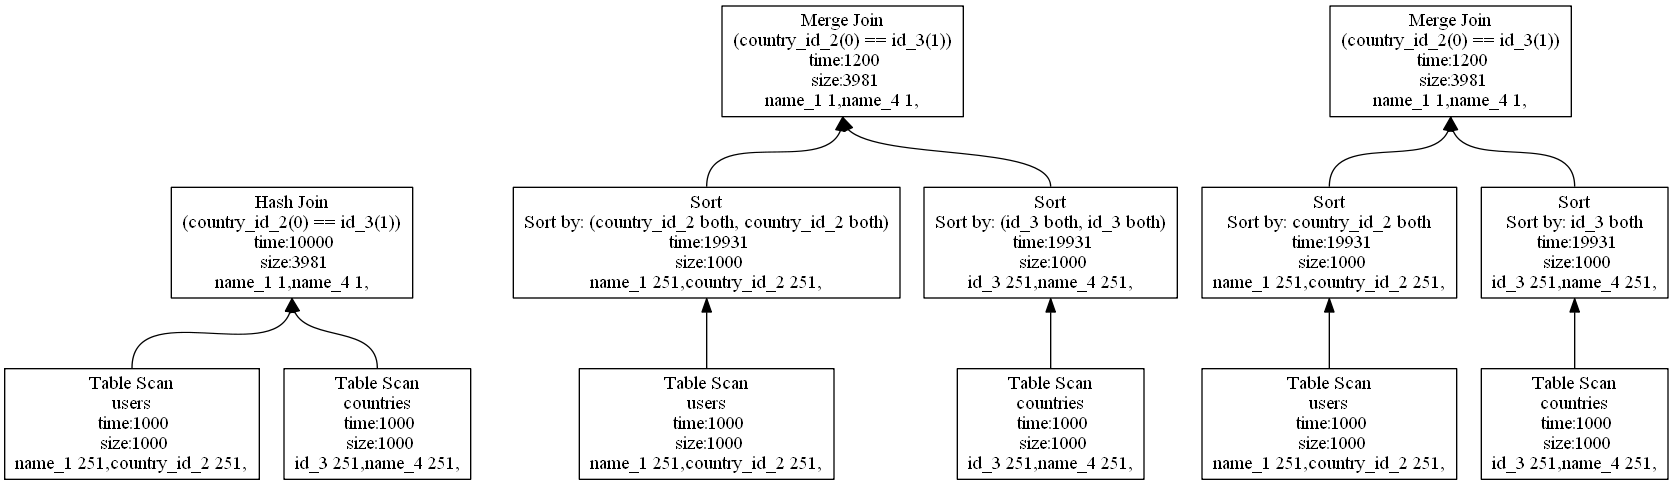 Merge Join
(country_id_2(0) == id_3(1))
time:1200
size:3981
name_1 1,name_4 1,
Merge Join
(country_id_2(0) == id_3(1))
time:1200
size:3981
name_1 1,name_4 1,
Hash Join
(country_id_2(0) == id_3(1))
time:10000
size:3981
name_1 1,name_4 1,
Sort
Sort by: (country_id_2 both, country_id_2 both)
time:19931
size:1000
name_1 251,country_id_2 251,
Sort
Sort by: (id_3 both, id_3 both)
time:19931
size:1000
id_3 251,name_4 251,
Sort
Sort by: country_id_2 both
time:19931
size:1000
name_1 251,country_id_2 251,
Sort
Sort by: id_3 both
time:19931
size:1000
id_3 251,name_4 251,
Table Scan
users
time:1000
size:1000
name_1 251,country_id_2 251,
Table Scan
countries
time:1000
size:1000
id_3 251,name_4 251,
Table Scan
users
time:1000
size:1000
name_1 251,country_id_2 251,
Table Scan
countries
time:1000
size:1000
id_3 251,name_4 251,
Table Scan
users
time:1000
size:1000
name_1 251,country_id_2 251,
Table Scan
countries
time:1000
size:1000
id_3 251,name_4 251,